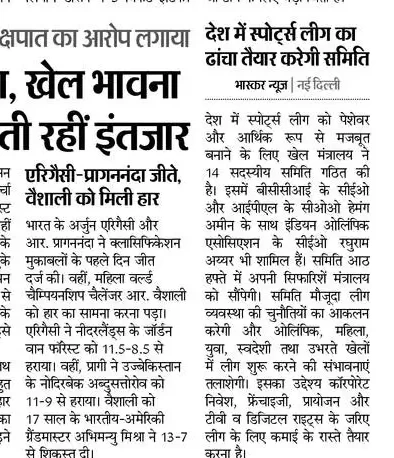 क्षपात का आरोप लगाया
, खेल भावना
ती रहीं इंतजार
एरिगैसी-प्रागननंदा जीते,
वैशाली को मिली हार
भारत के अर्जुन एरिगैसी और
आर. प्रागननंदा ने क्लासिफिकेशन
मुकाबलों के पहले दिन जीत
दर्ज की। वहीं, महिला वर्ल्ड
चैम्पियनशिप चैलेंजर आर. वैशाली
को हार का सामना करना पड़ा।
एरिगैसी ने नीदरलैंड्स के जॉर्डन
वान फॉरेस्ट को 11.5-8.5 से
हराया। वहीं, प्रागी ने उज्बेकिस्तान
के नोदिरबेक अब्दुसत्तोरोव को
11-9 से हराया। वैशाली को
17 साल के भारतीय-अमेरिकी
ग्रैंडमास्टर अभिमन्यु मिश्रा ने 13-7
से शिकस्त दी।
देश में स्पोर्ट्स लीग का
ढांचा तैयार करेगी समिति
भास्कर न्यूज | नई दिल्ली
देश में स्पोर्ट्स लीग को पेशेवर
और आर्थिक रूप से मजबूत
बनाने के लिए खेल मंत्रालय ने
14 सदस्यीय समिति गठित की
है। इसमें बीसीसीआई के सीईओ
और आईपीएल के सीओओ हेमंग
अमीन के साथ इंडियन ओलिंपिक
एसोसिएशन के सीईओ रघुराम
अय्यर भी शामिल हैं। समिति आठ
हफ्ते में अपनी सिफारिशें मंत्रालय
को सौंपेगी। समिति मौजूदा लीग
व्यवस्था की चुनौतियों का आकलन
करेगी और ओलिंपिक, महिला,
युवा, स्वदेशी तथा उभरते खेलों
में लीग शुरू करने की संभावनाएं
तलाशेगी। इसका उद्देश्य कॉरपोरेट
निवेश, फ्रेंचाइजी, प्रायोजन और
टीवी व डिजिटल राइट्स के जरिए
लीग के लिए कमाई के रास्ते तैयार
करना है।